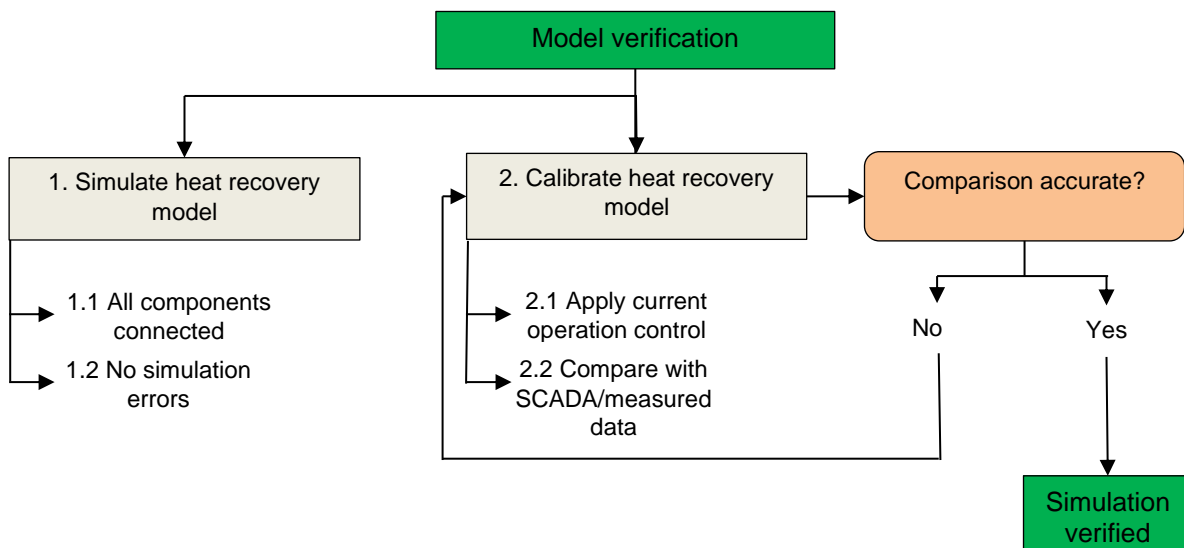 Model verification
1. Simulate heat recovery
model
1.1 All components
connected
1.2 No simulation
errors
2. Calibrate heat recovery
model
2.1 Apply current
operation control
2.2 Compare with
SCADA/measured
data
Comparison accurate?
No
Yes
Simulation
verified